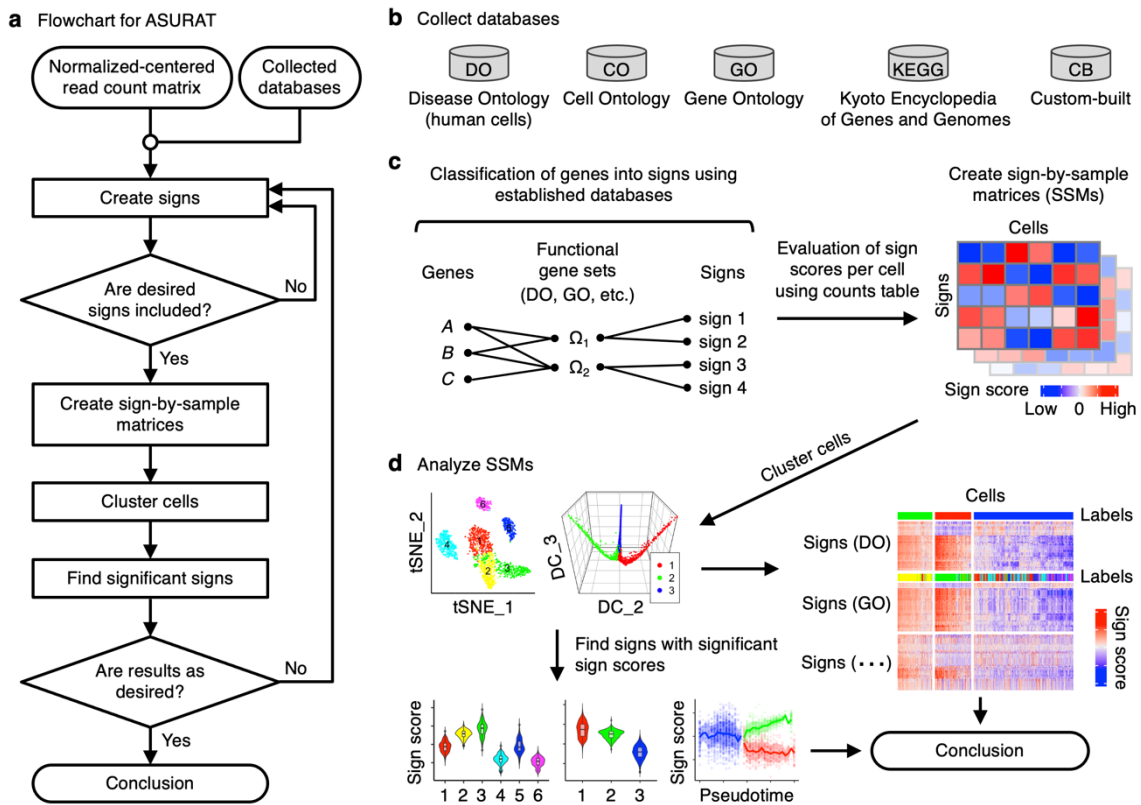 a Flowchart for ASURAT
Normalized-centered
read count matrix
Collected
databases
Create signs
Are desired
signs included?
No
Yes
Create sign-by-sample
matrices
Cluster cells
Find significant signs
Are results as
desired?
No
Yes
Conclusion
b Collect databases
DO
CO
GO
KEGG
CB
Disease Ontology
(human cells)
Cell Ontology
Gene Ontology
Kyoto Encyclopedia
of Genes and Genomes
Custom-built
c
Classification of genes into signs using
established databases
Genes
Functional
gene sets
(DO, GO, etc.)
Signs
A
B
C
Ω1
Ω2
sign 1
sign 2
sign 3
sign 4
Evaluation of sign
scores per cell
using counts table
Create sign-by-sample
matrices (SSMs)
Cells
Signs
Sign score
Low 0 High
Cluster cells
d Analyze SSMs
tSNE_2
tSNE_1
6
5
4
1
2
3
DC_3
DC_2
1
2
3
Cells
Labels
Signs (DO)
Labels
Signs (GO)
Signs (···)
Sign score
Find signs with significant
sign scores
Sign score
1 2 3 4 5 6
1 2 3
Sign score
Pseudotime
Conclusion